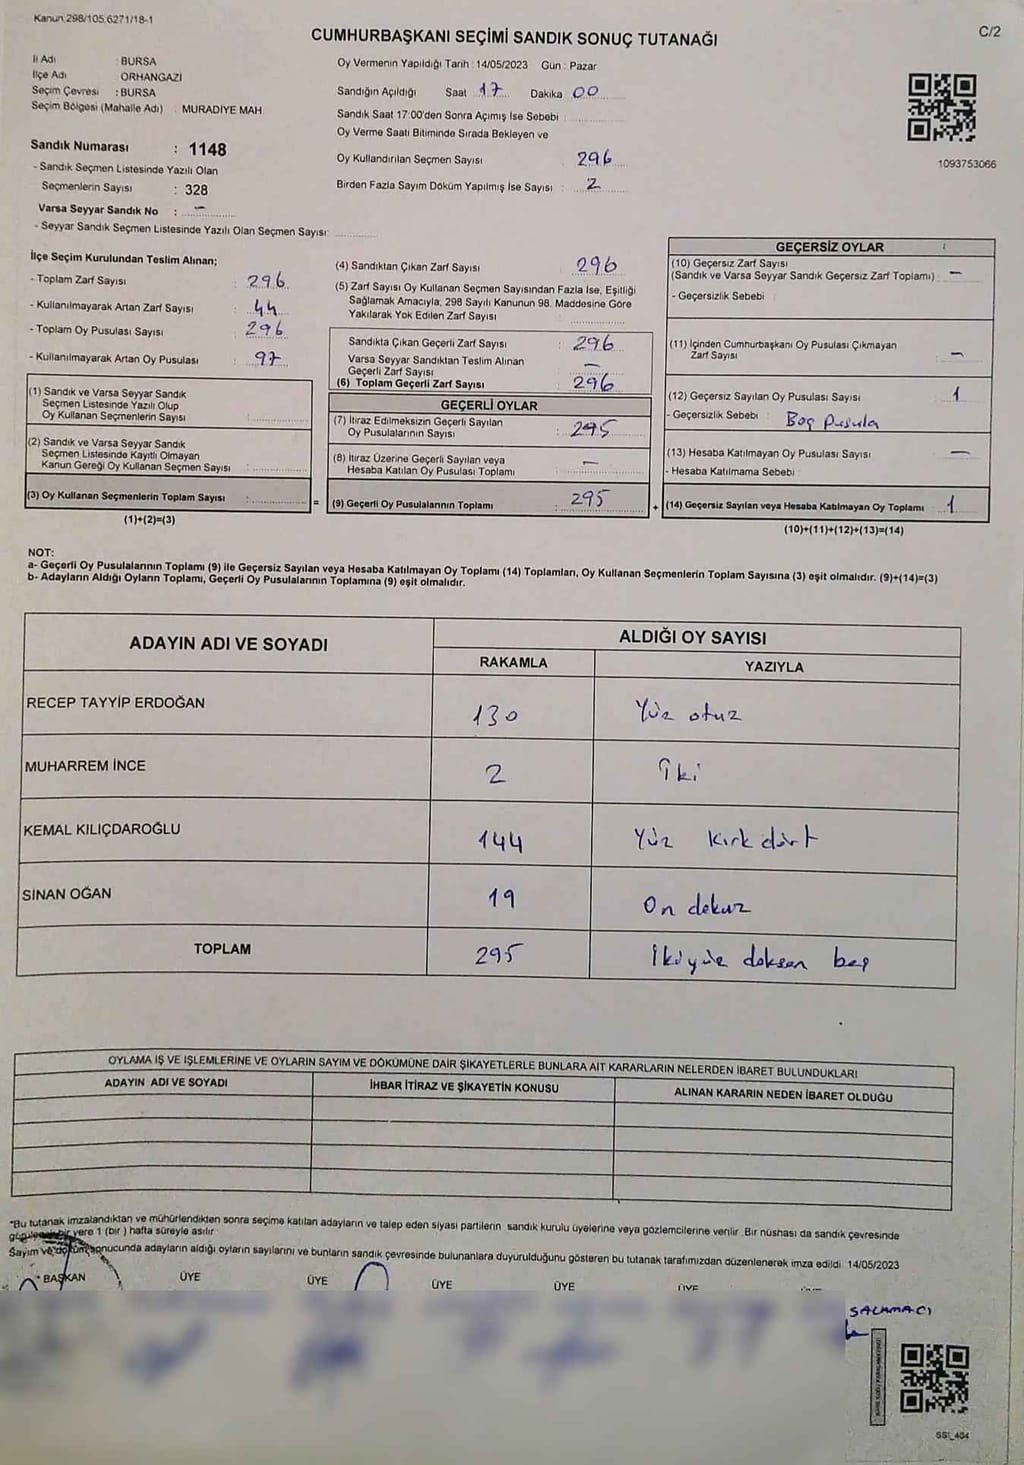 Kanun 298/105,6271/18-1
C/2
CUMHURBAŞKANI SEÇİMİ SANDIK SONUÇ TUTANAĞI
İl Adı : BURSA
İlçe Adı : ORHANGAZİ
Seçim Çevresi : BURSA
Seçim Bölgesi (Mahalle Adı) : MURADİYE MAH.
Sandık Numarası : 1148
- Sandık Seçmen Listesinde Yazılı Olan
Seçmenlerin Sayısı : 328
Varsa Seyyar Sandık No : –
- Seyyar Sandık Seçmen Listesinde Yazılı Olan Seçmen Sayısı:
Oy Vermenin Yapıldığı Tarih : 14/05/2023 Gün : Pazar
Sandığın Açıldığı Saat 17 Dakika 00
Sandık Saat 17:00'den Sonra Açımış İse Sebebi :
Oy Verme Saati Bitiminde Sırada Bekleyen ve
Oy Kullandırılan Seçmen Sayısı : 296
Birden Fazla Sayım Döküm Yapılmış İse Sayısı : 2
1093753066
İlçe Seçim Kurulundan Teslim Alınan;
- Toplam Zarf Sayısı : 296
- Kullanılmayarak Artan Zarf Sayısı : 44
- Toplam Oy Pusulası Sayısı : 296
- Kullanılmayarak Artan Oy Pusulası : 97
(1) Sandık ve Varsa Seyyar Sandık
Seçmen Listesinde Yazılı Olup
Oy Kullanan Seçmenlerin Sayısı :
(2) Sandık ve Varsa Seyyar Sandık
Seçmen Listesinde Kayıtlı Olmayan
Kanun Gereği Oy Kullanan Seçmen Sayısı :
(3) Oy Kullanan Seçmenlerin Toplam Sayısı : =
(1)+(2)=(3)
(4) Sandıktan Çıkan Zarf Sayısı : 296
(5) Zarf Sayısı Oy Kullanan Seçmen Sayısından Fazla İse, Eşitliği
Sağlamak Amacıyla, 298 Sayılı Kanunun 98. Maddesine Göre
Yakılarak Yok Edilen Zarf Sayısı
Sandıkta Çıkan Geçerli Zarf Sayısı : 296
Varsa Seyyar Sandıktan Teslim Alınan
Geçerli Zarf Sayısı : –
(6) Toplam Geçerli Zarf Sayısı : 296
GEÇERLİ OYLAR
(7) İtiraz Edilmeksizin Geçerli Sayılan
Oy Pusulalarının Sayısı : 295
(8) İtiraz Üzerine Geçerli Sayılan veya
Hesaba Katılan Oy Pusulası Toplamı : –
(9) Geçerli Oy Pusulalarının Toplamı : 295 +
GEÇERSİZ OYLAR
(10) Geçersiz Zarf Sayısı
(Sandık ve Varsa Seyyar Sandık Geçersiz Zarf Toplamı) : –
- Geçersizlik Sebebi :
(11) İçinden Cumhurbaşkanı Oy Pusulası Çıkmayan
Zarf Sayısı : –
(12) Geçersiz Sayılan Oy Pusulası Sayısı : 1
- Geçersizlik Sebebi : Boş Pusula
(13) Hesaba Katılmayan Oy Pusulası Sayısı : –
- Hesaba Katılmama Sebebi :
(14) Geçersiz Sayılan veya Hesaba Katılmayan Oy Toplamı : 1
(10)+(11)+(12)+(13)=(14)
NOT:
a- Geçerli Oy Pusulalarının Toplamı (9) ile Geçersiz Sayılan veya Hesaba Katılmayan Oy Toplamı (14) Toplamları, Oy Kullanan Seçmenlerin Toplam Sayısına (3) eşit olmalıdır. (9)+(14)=(3)
b- Adayların Aldığı Oyların Toplamı, Geçerli Oy Pusulalarının Toplamına (9) eşit olmalıdır.
ADAYIN ADI VE SOYADI ALDIĞI OY SAYISI
RAKAMLA YAZIYLA
RECEP TAYYİP ERDOĞAN 130 Yüz otuz
MUHARREM İNCE 2 İki
KEMAL KILIÇDAROĞLU 144 Yüz kırk dört
SİNAN OĞAN 19 On dokuz
TOPLAM 295 İkiyüz doksan beş
OYLAMA İŞ VE İŞLEMLERİNE VE OYLARIN SAYIM VE DÖKÜMÜNE DAİR ŞİKAYETLERLE BUNLARA AİT KARARLARIN NELERDEN İBARET BULUNDUKLARI
ADAYIN ADI VE SOYADI İHBAR İTİRAZ VE ŞİKAYETİN KONUSU ALINAN KARARIN NEDEN İBARET OLDUĞU
*Bu tutanak imzalandıktan ve mühürlendikten sonra seçime katılan adayların ve talep eden siyasi partilerin sandık kurulu üyelerine veya gözlemcilerine verilir. Bir nüshası da sandık çevresinde
bir yere 1 (bir) hafta süreyle asılır
Sayım ve döküm sonucunda adayların aldığı oyların sayılarını ve bunların sandık çevresinde bulunanlara duyurulduğunu gösteren bu tutanak tarafımızdan düzenlenerek imza edildi. 14/05/2023
BAŞKAN ÜYE ÜYE ÜYE ÜYE ÜYE
SALAMACI
SS1_404